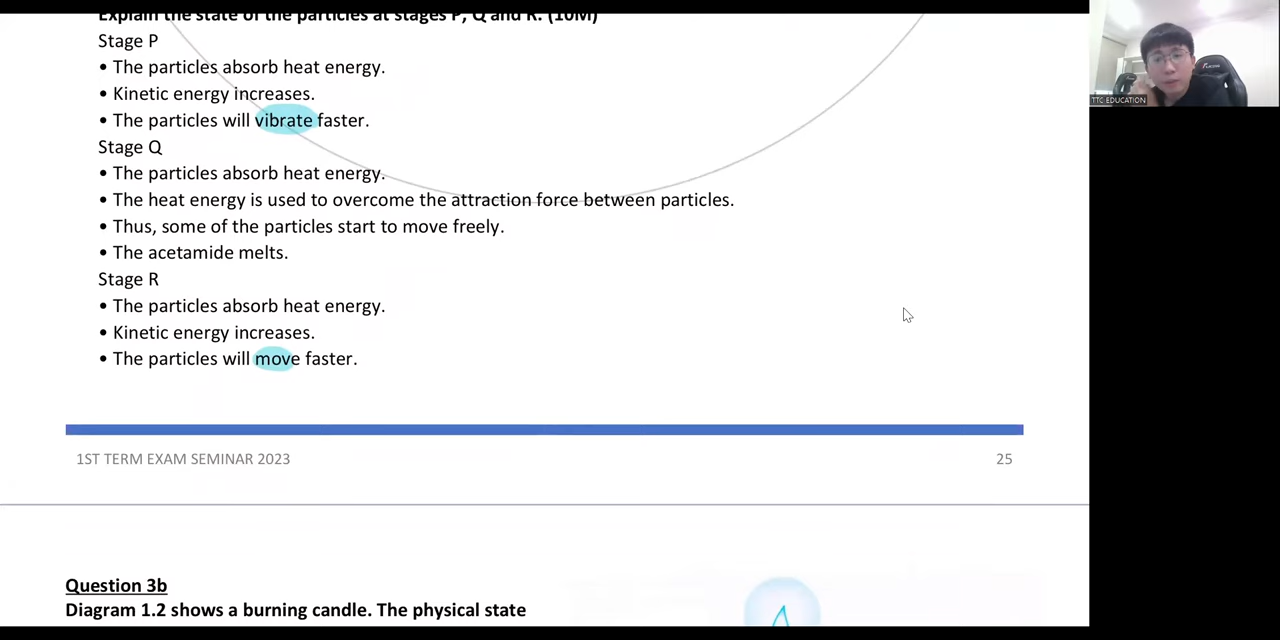 Explain the state of the particles at stages P, Q and R. (10M)
Stage P
• The particles absorb heat energy.
• Kinetic energy increases.
• The particles will vibrate faster.
Stage Q
• The particles absorb heat energy.
• The heat energy is used to overcome the attraction force between particles.
• Thus, some of the particles start to move freely.
• The acetamide melts.
Stage R
• The particles absorb heat energy.
• Kinetic energy increases.
• The particles will move faster.
1ST TERM EXAM SEMINAR 2023
25
Question 3b
Diagram 1.2 shows a burning candle. The physical state
TTC EDUCATION